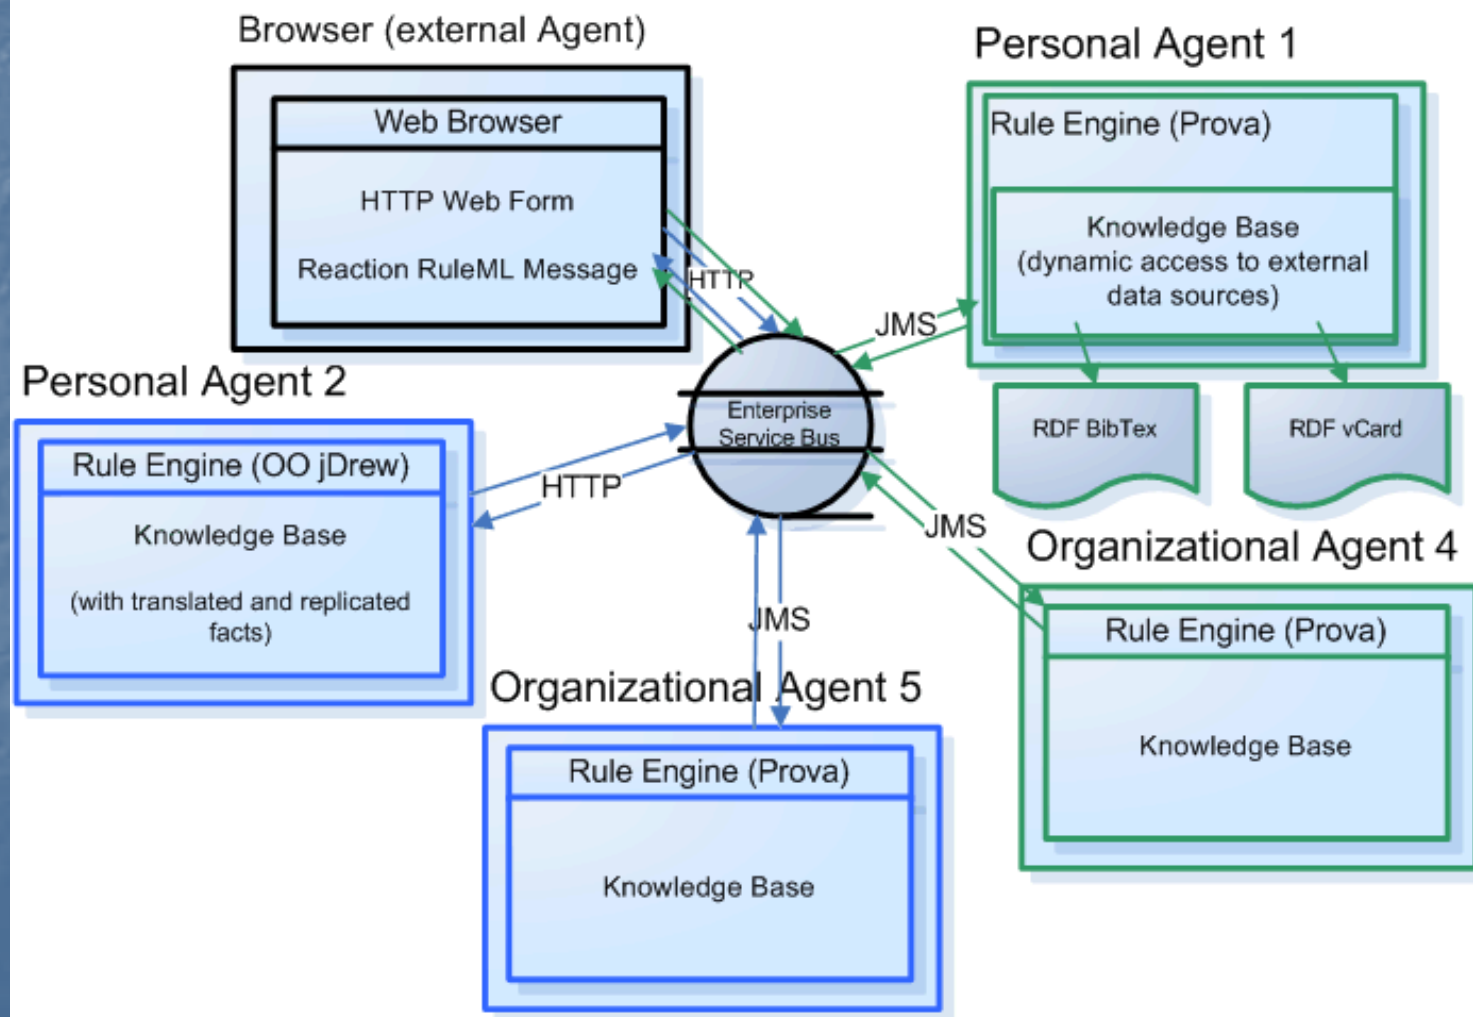 Browser (external Agent)
Web Browser
HTTP Web Form
Reaction RuleML Message
HTTP
Personal Agent 1
Rule Engine (Prova)
Knowledge Base
(dynamic access to external
data sources)
JMS
RDF BibTex
RDF vCard
Enterprise
Service Bus
Personal Agent 2
Rule Engine (OO jDrew)
Knowledge Base
(with translated and replicated
facts)
HTTP
JMS
Organizational Agent 4
Rule Engine (Prova)
Knowledge Base
JMS
Organizational Agent 5
Rule Engine (Prova)
Knowledge Base